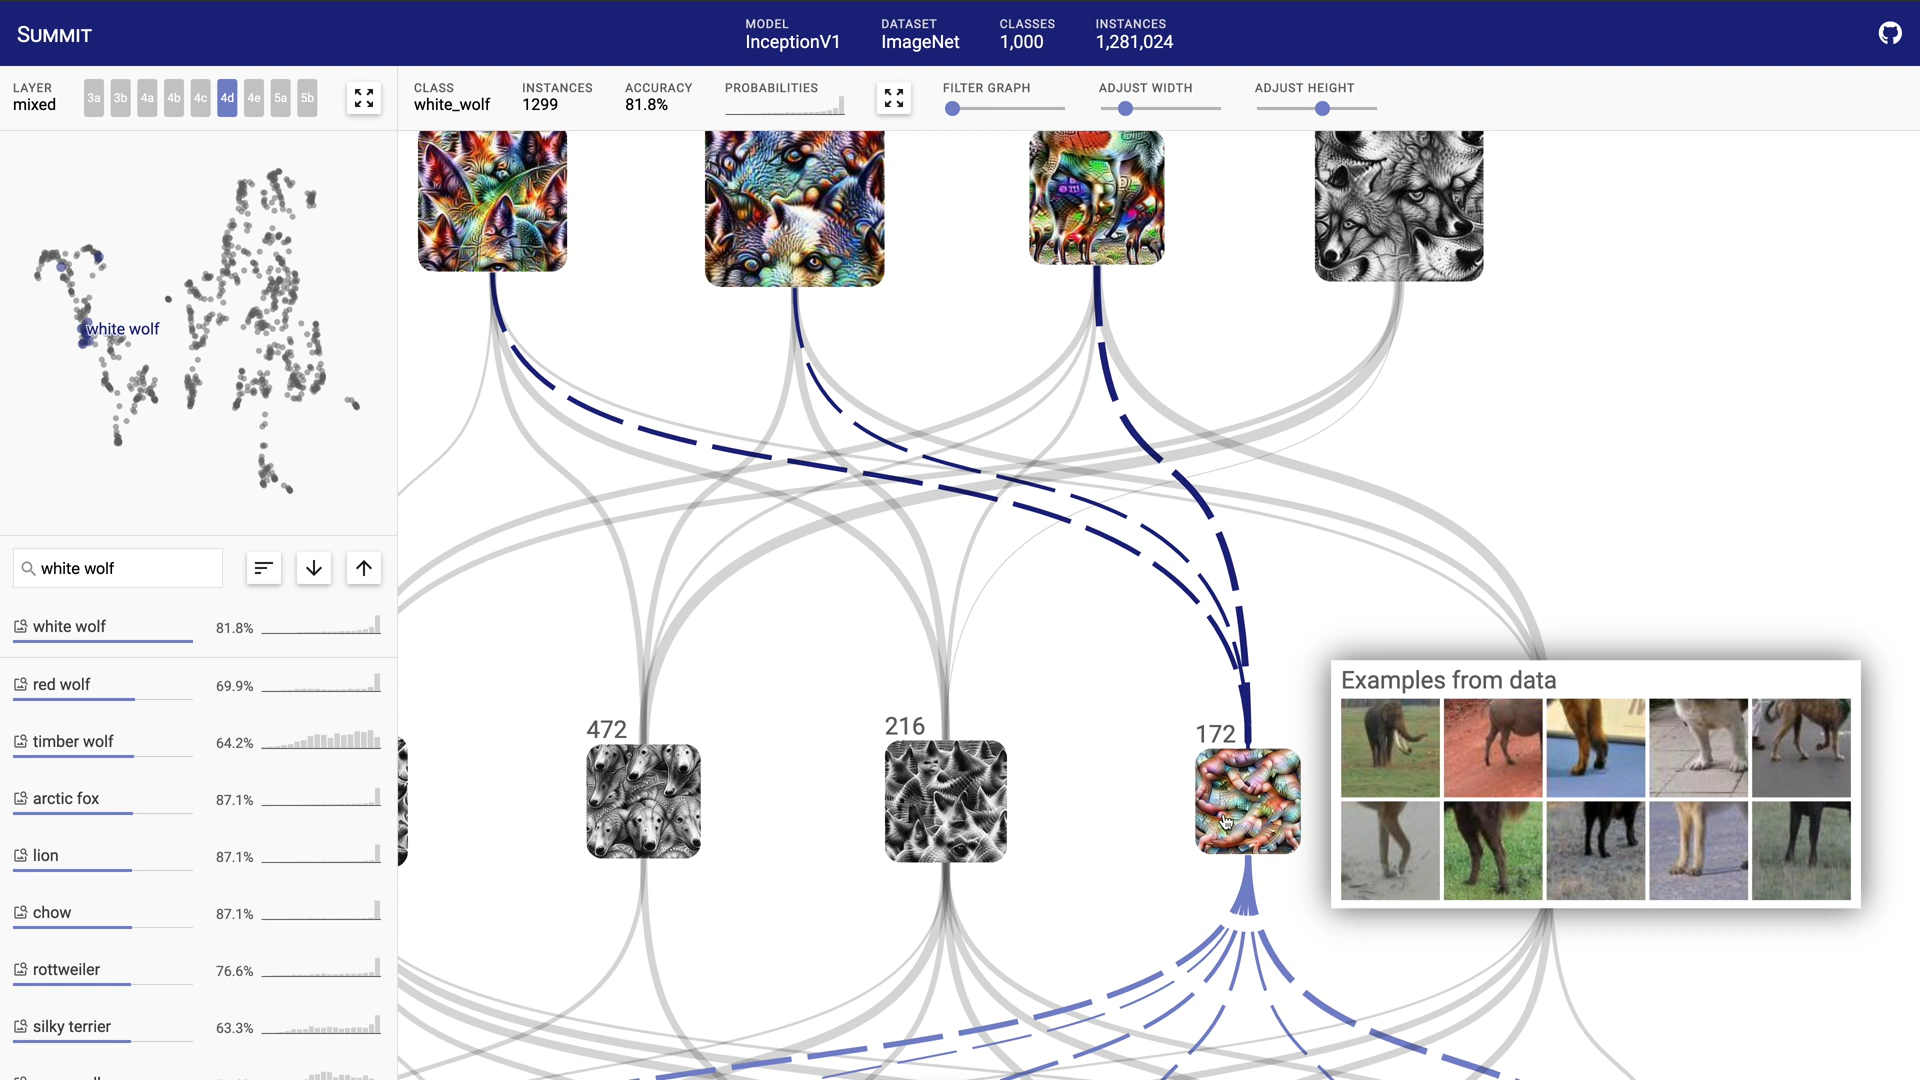 SUMMIT
MODEL
InceptionV1
DATASET
ImageNet
CLASSES
1,000
INSTANCES
1,281,024
LAYER
mixed
3a 3b 4a 4b 4c 4d 4e 5a 5b
CLASS
white_wolf
INSTANCES
1299
ACCURACY
81.8%
PROBABILITIES
FILTER GRAPH
ADJUST WIDTH
ADJUST HEIGHT
white wolf
white wolf
white wolf 81.8%
red wolf 69.9%
timber wolf 64.2%
arctic fox 87.1%
lion 87.1%
chow 87.1%
rottweiler 76.6%
silky terrier 63.3%
472
216
172
Examples from data